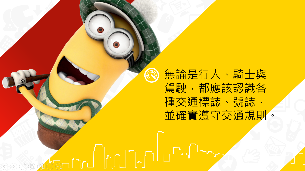 無論是行人、騎士與
駕駛，都應該認識各
種交通標誌、號誌，
並確實遵守交通規則。